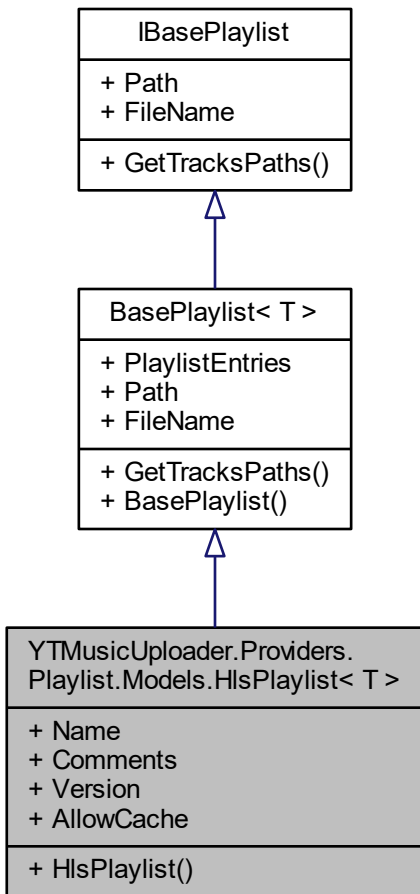 IBasePlaylist
+ Path
+ FileName
+ GetTracksPaths()
BasePlaylist< T >
+ PlaylistEntries
+ Path
+ FileName
+ GetTracksPaths()
+ BasePlaylist()
YTMusicUploader.Providers.
Playlist.Models.HlsPlaylist< T >
+ Name
+ Comments
+ Version
+ AllowCache
+ HlsPlaylist()